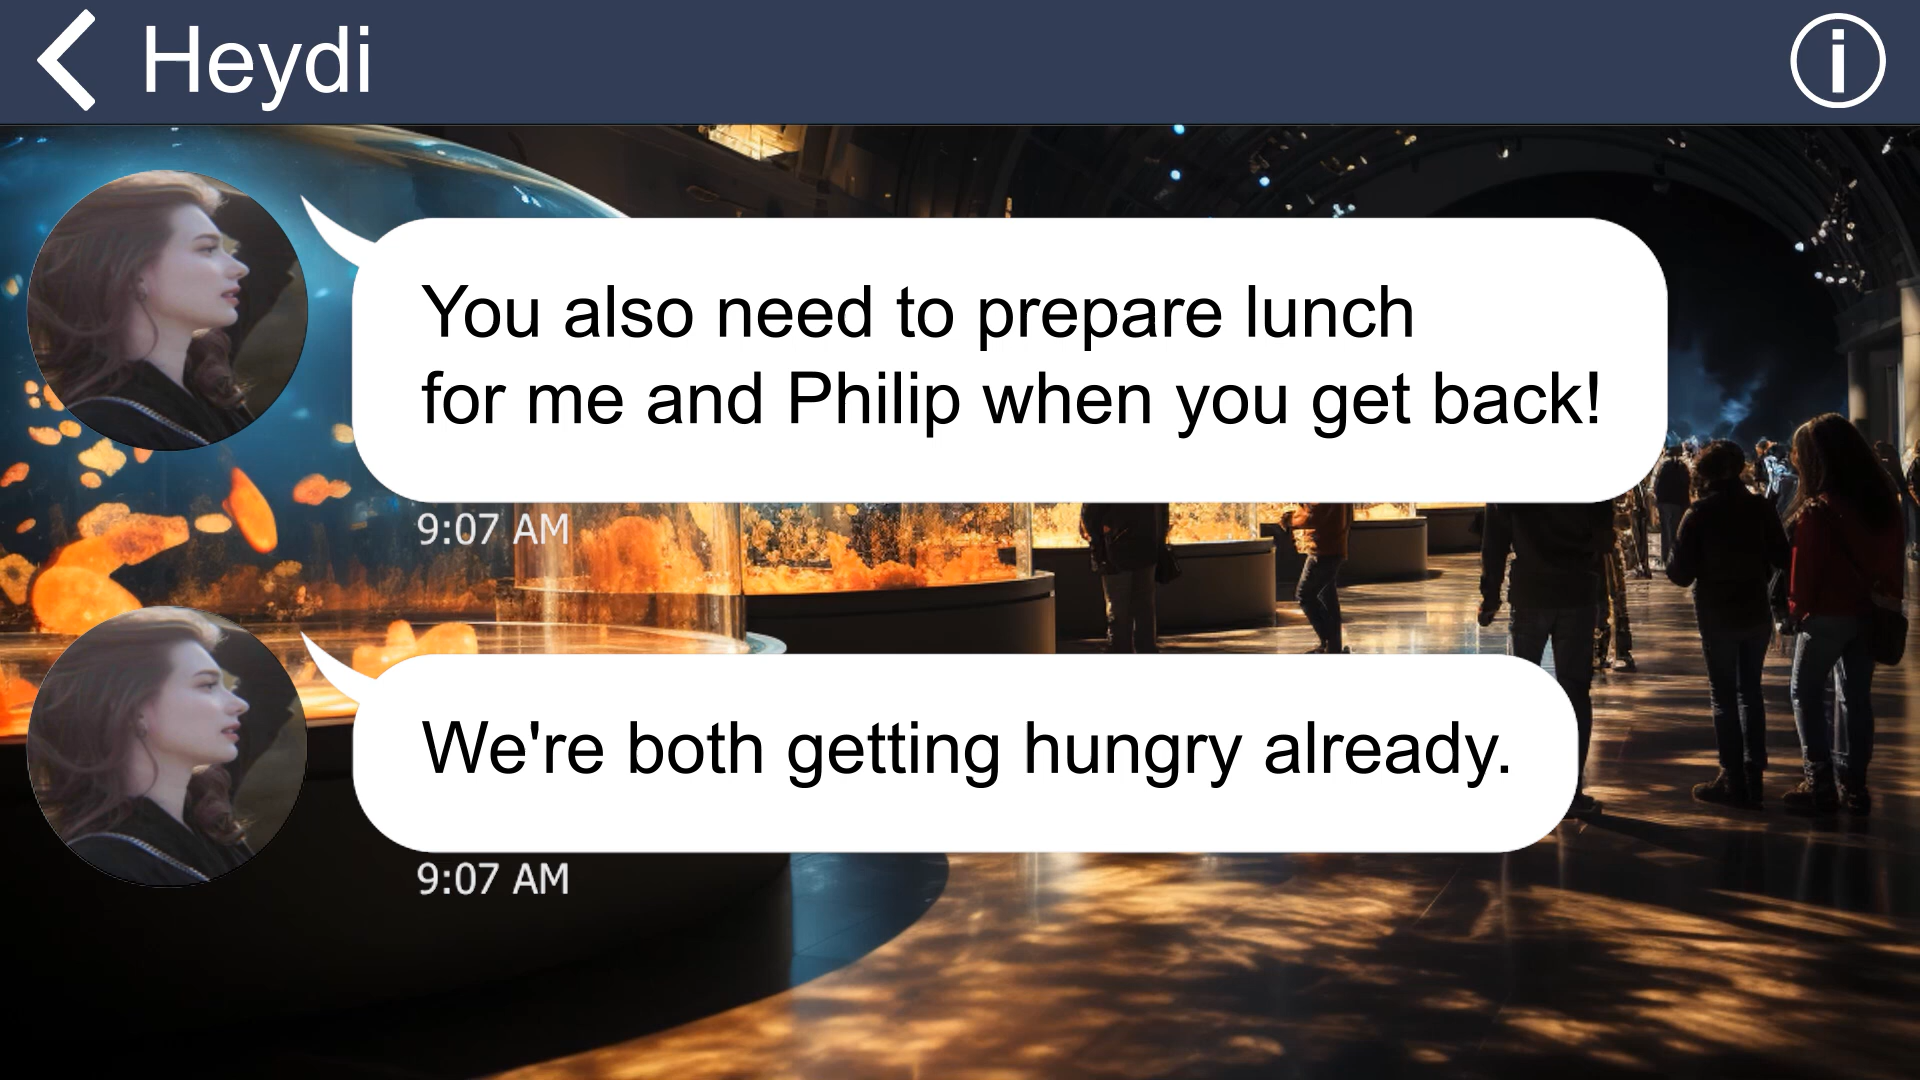 Heydi
You also need to prepare lunch
for me and Philip when you get back!
9:07 AM
We're both getting hungry already.
9:07 AM